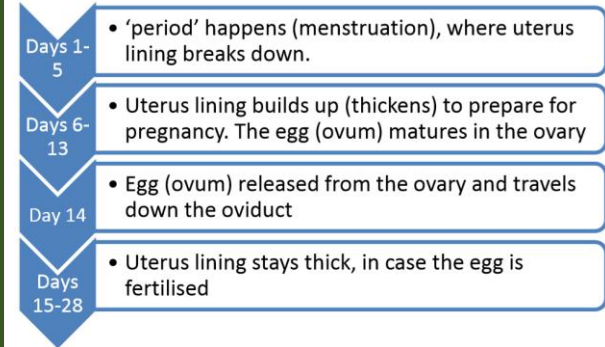 Days 1-
5
• ‘period’ happens (menstruation), where uterus
lining breaks down.
Days 6-
13
• Uterus lining builds up (thickens) to prepare for
pregnancy. The egg (ovum) matures in the ovary
Day 14
• Egg (ovum) released from the ovary and travels
down the oviduct
Days
15-28
• Uterus lining stays thick, in case the egg is
fertilised